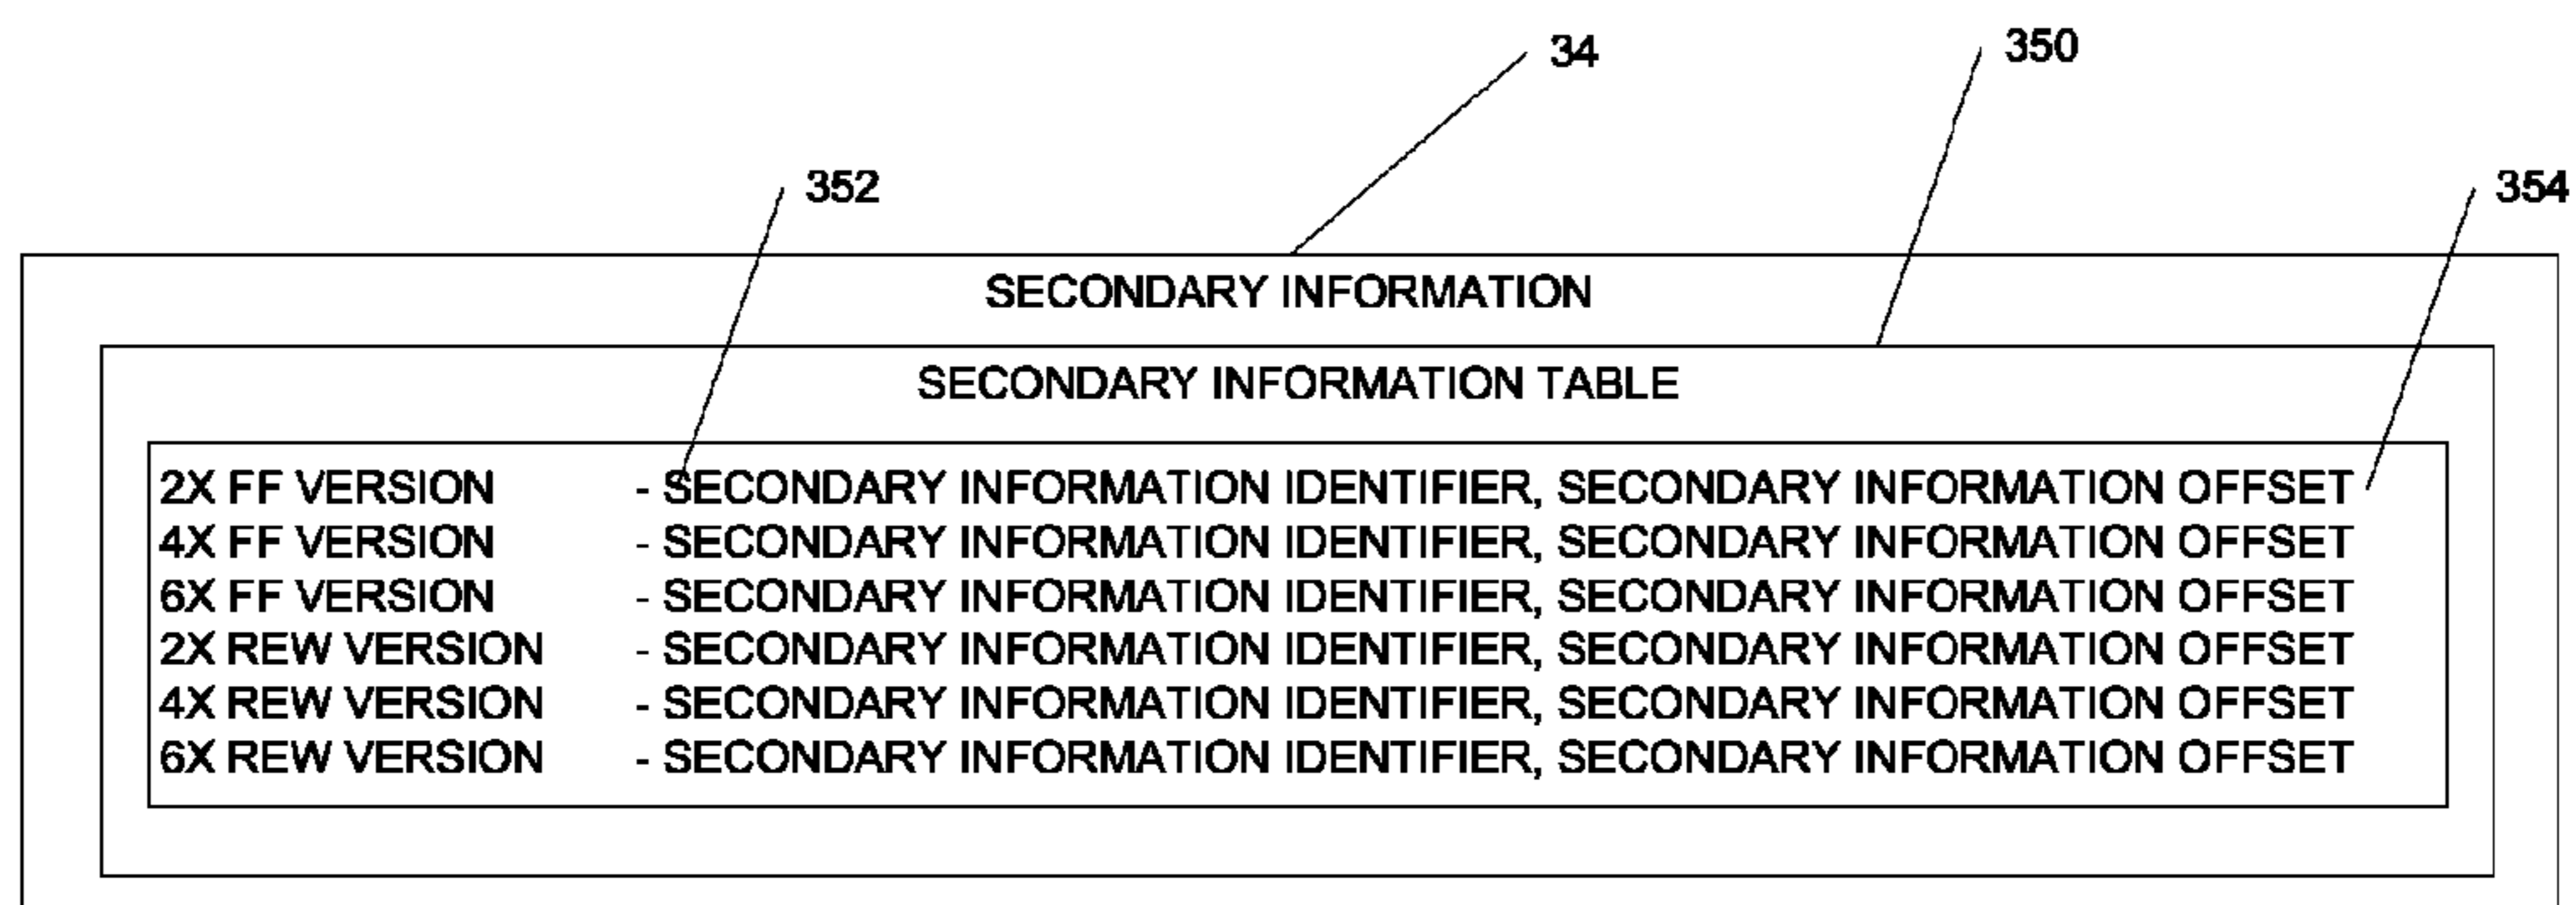 34
350
352
354
SECONDARY INFORMATION
SECONDARY INFORMATION TABLE
2X FF VERSION - SECONDARY INFORMATION IDENTIFIER, SECONDARY INFORMATION OFFSET
4X FF VERSION - SECONDARY INFORMATION IDENTIFIER, SECONDARY INFORMATION OFFSET
6X FF VERSION - SECONDARY INFORMATION IDENTIFIER, SECONDARY INFORMATION OFFSET
2X REW VERSION - SECONDARY INFORMATION IDENTIFIER, SECONDARY INFORMATION OFFSET
4X REW VERSION - SECONDARY INFORMATION IDENTIFIER, SECONDARY INFORMATION OFFSET
6X REW VERSION - SECONDARY INFORMATION IDENTIFIER, SECONDARY INFORMATION OFFSET